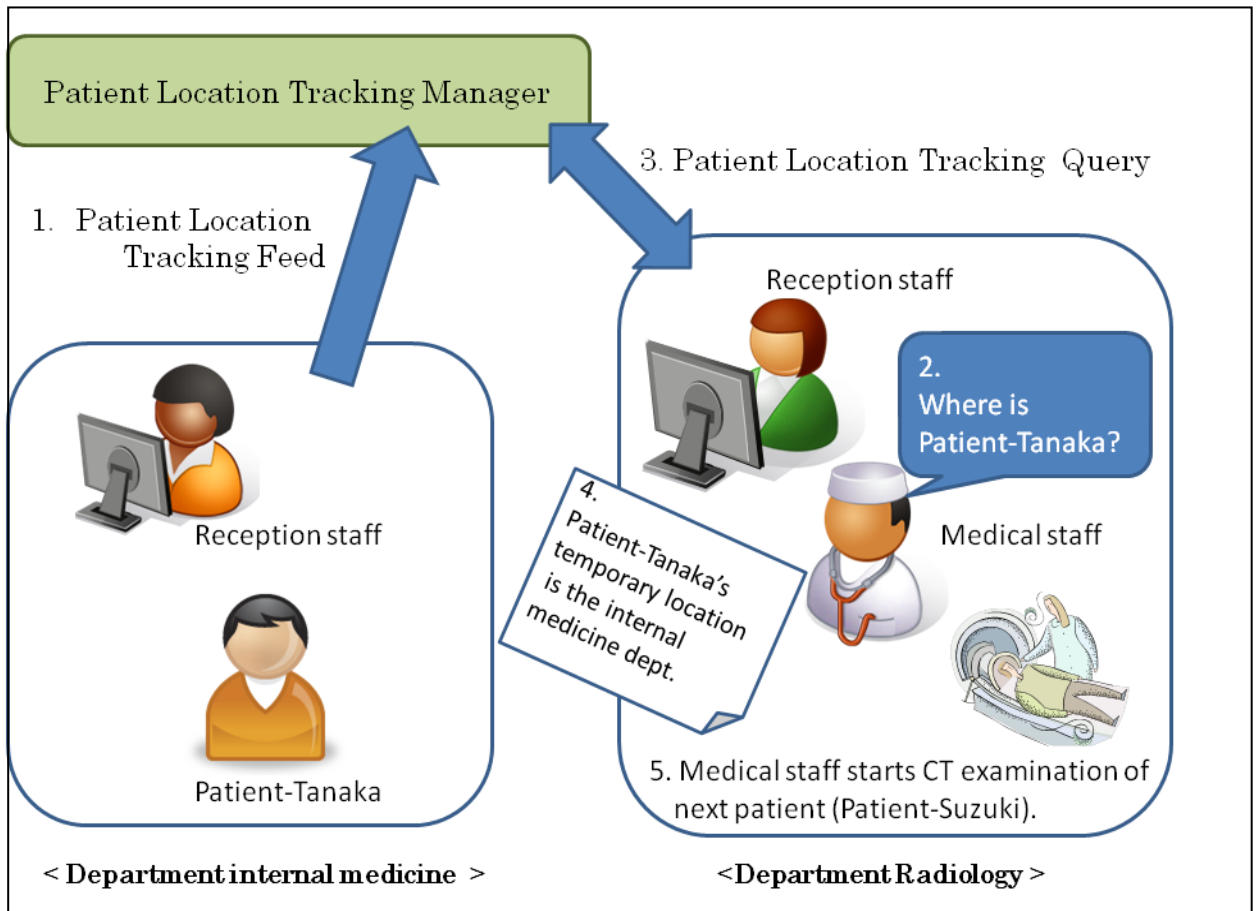 Patient Location Tracking Manager
1. Patient Location
Tracking Feed
3. Patient Location Tracking Query
Reception staff
Patient-Tanaka
Reception staff
2.
Where is
Patient-Tanaka?
Medical staff
4.
Patient-Tanaka's
temporary location
is the internal
medicine dept.
5. Medical staff starts CT examination of
next patient (Patient-Suzuki).
< Department internal medicine >
<Department Radiology >